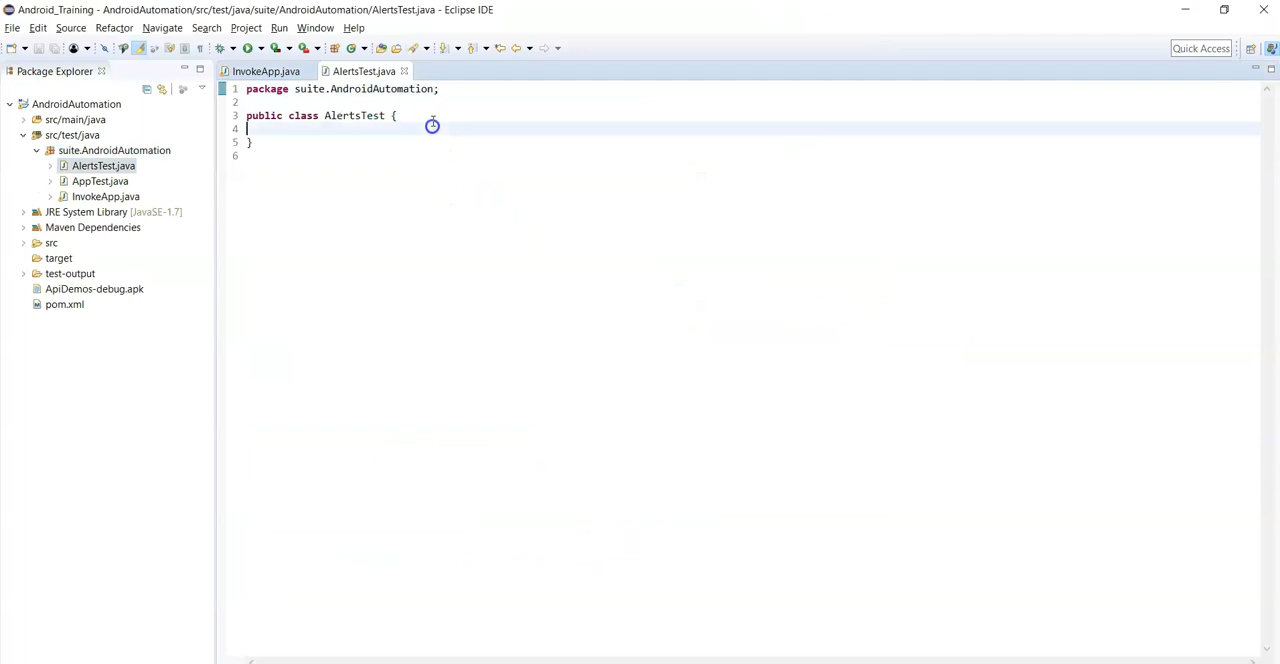 Android_Training - AndroidAutomation/src/test/java/suite/AndroidAutomation/AlertsTest.java - Eclipse IDE
File Edit Source Refactor Navigate Search Project Run Window Help
Quick Access
Package Explorer
InvokeApp.java
AlertsTest.java
AndroidAutomation
src/main/java
src/test/java
suite.AndroidAutomation
AlertsTest.java
AppTest.java
InvokeApp.java
JRE System Library [JavaSE-1.7]
Maven Dependencies
src
target
test-output
ApiDemos-debug.apk
pom.xml
1 package suite.AndroidAutomation;
2
3 public class AlertsTest {
4
5 }
6